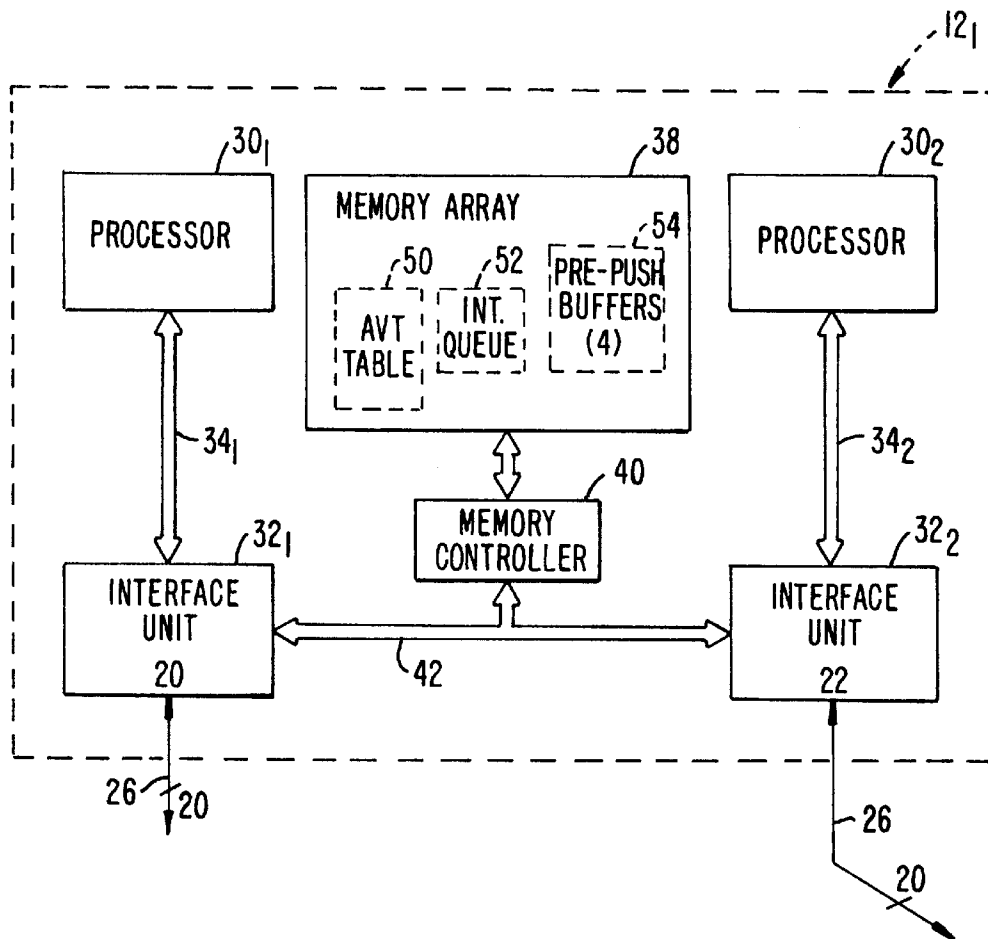 12₁
30₁
38
30₂
PROCESSOR
MEMORY ARRAY
PROCESSOR
50
52
54
AVT
TABLE
INT.
QUEUE
PRE-PUSH
BUFFERS
(4)
34₁
34₂
40
MEMORY
CONTROLLER
32₁
32₂
INTERFACE
UNIT
20
INTERFACE
UNIT
22
42
26
20
26
20